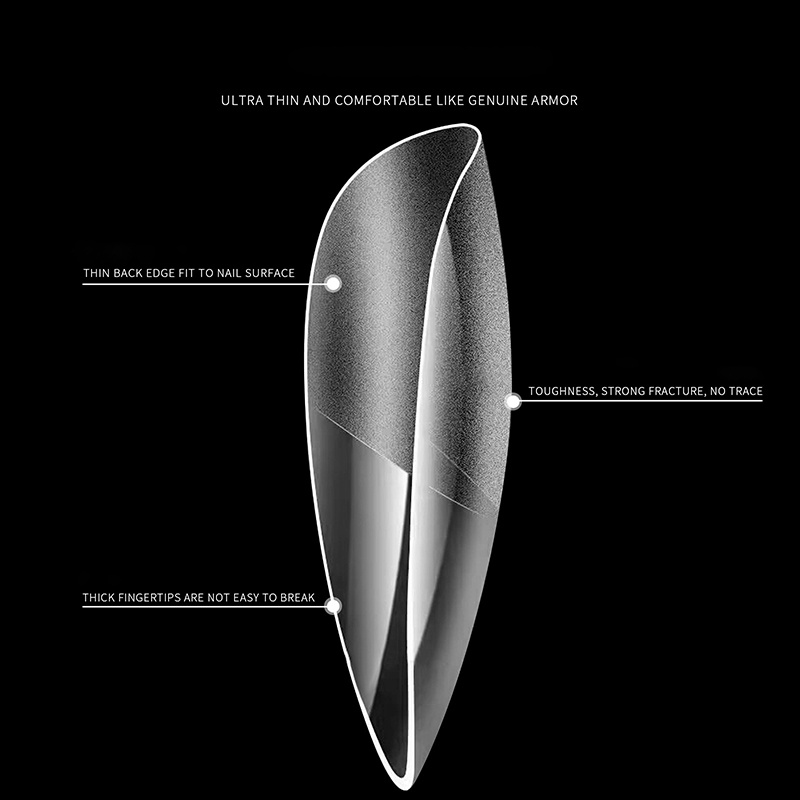 ULTRA THIN AND COMFORTABLE LIKE GENUINE ARMOR
THIN BACK EDGE FIT TO NAIL SURFACE
TOUGHNESS, STRONG FRACTURE, NO TRACE
THICK FINGERTIPS ARE NOT EASY TO BREAK